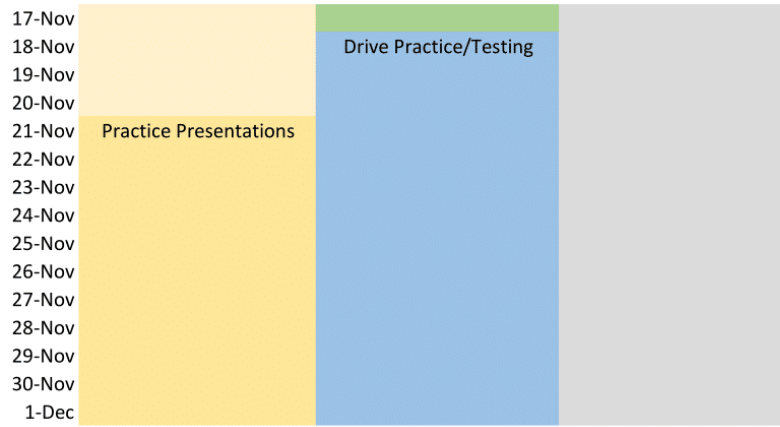 17-Nov
18-Nov Drive Practice/Testing
19-Nov
20-Nov
21-Nov Practice Presentations
22-Nov
23-Nov
24-Nov
25-Nov
26-Nov
27-Nov
28-Nov
29-Nov
30-Nov
1-Dec